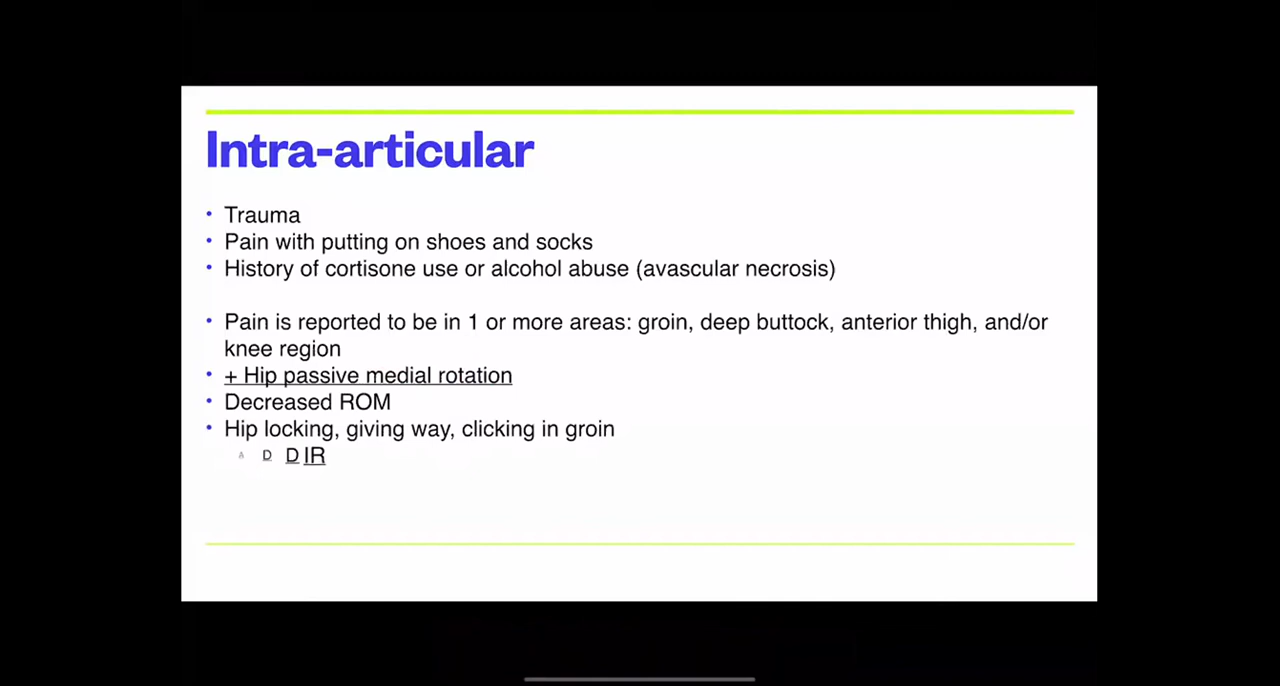 Intra-articular
• Trauma
• Pain with putting on shoes and socks
• History of cortisone use or alcohol abuse (avascular necrosis)
• Pain is reported to be in 1 or more areas: groin, deep buttock, anterior thigh, and/or
knee region
• + Hip passive medial rotation
• Decreased ROM
• Hip locking, giving way, clicking in groin
A D D IR